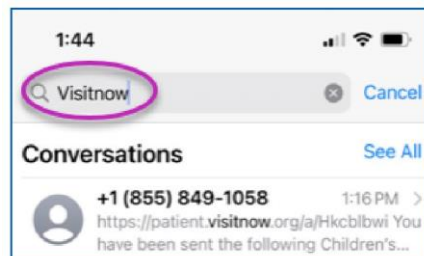 1:44
Visitnow
Cancel
Conversations
See All
+1 (855) 849-1058
1:16 PM
https://patient.visitnow.org/a/Hkcblbwi You
have been sent the following Children's...